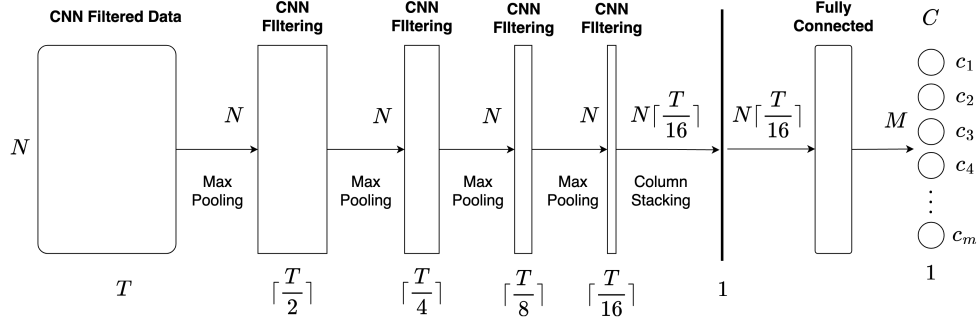 CNN Filtered Data
CNN
FIltering
CNN
FIltering
CNN
FIltering
CNN
FIltering
Fully
Connected
C
N
N
N
N
N
N⌈T/16⌉
N⌈T/16⌉
M
c₁
c₂
c₃
c₄
⋮
cₘ
Max
Pooling
Max
Pooling
Max
Pooling
Max
Pooling
Column
Stacking
T
⌈T/2⌉
⌈T/4⌉
⌈T/8⌉
⌈T/16⌉
1
1